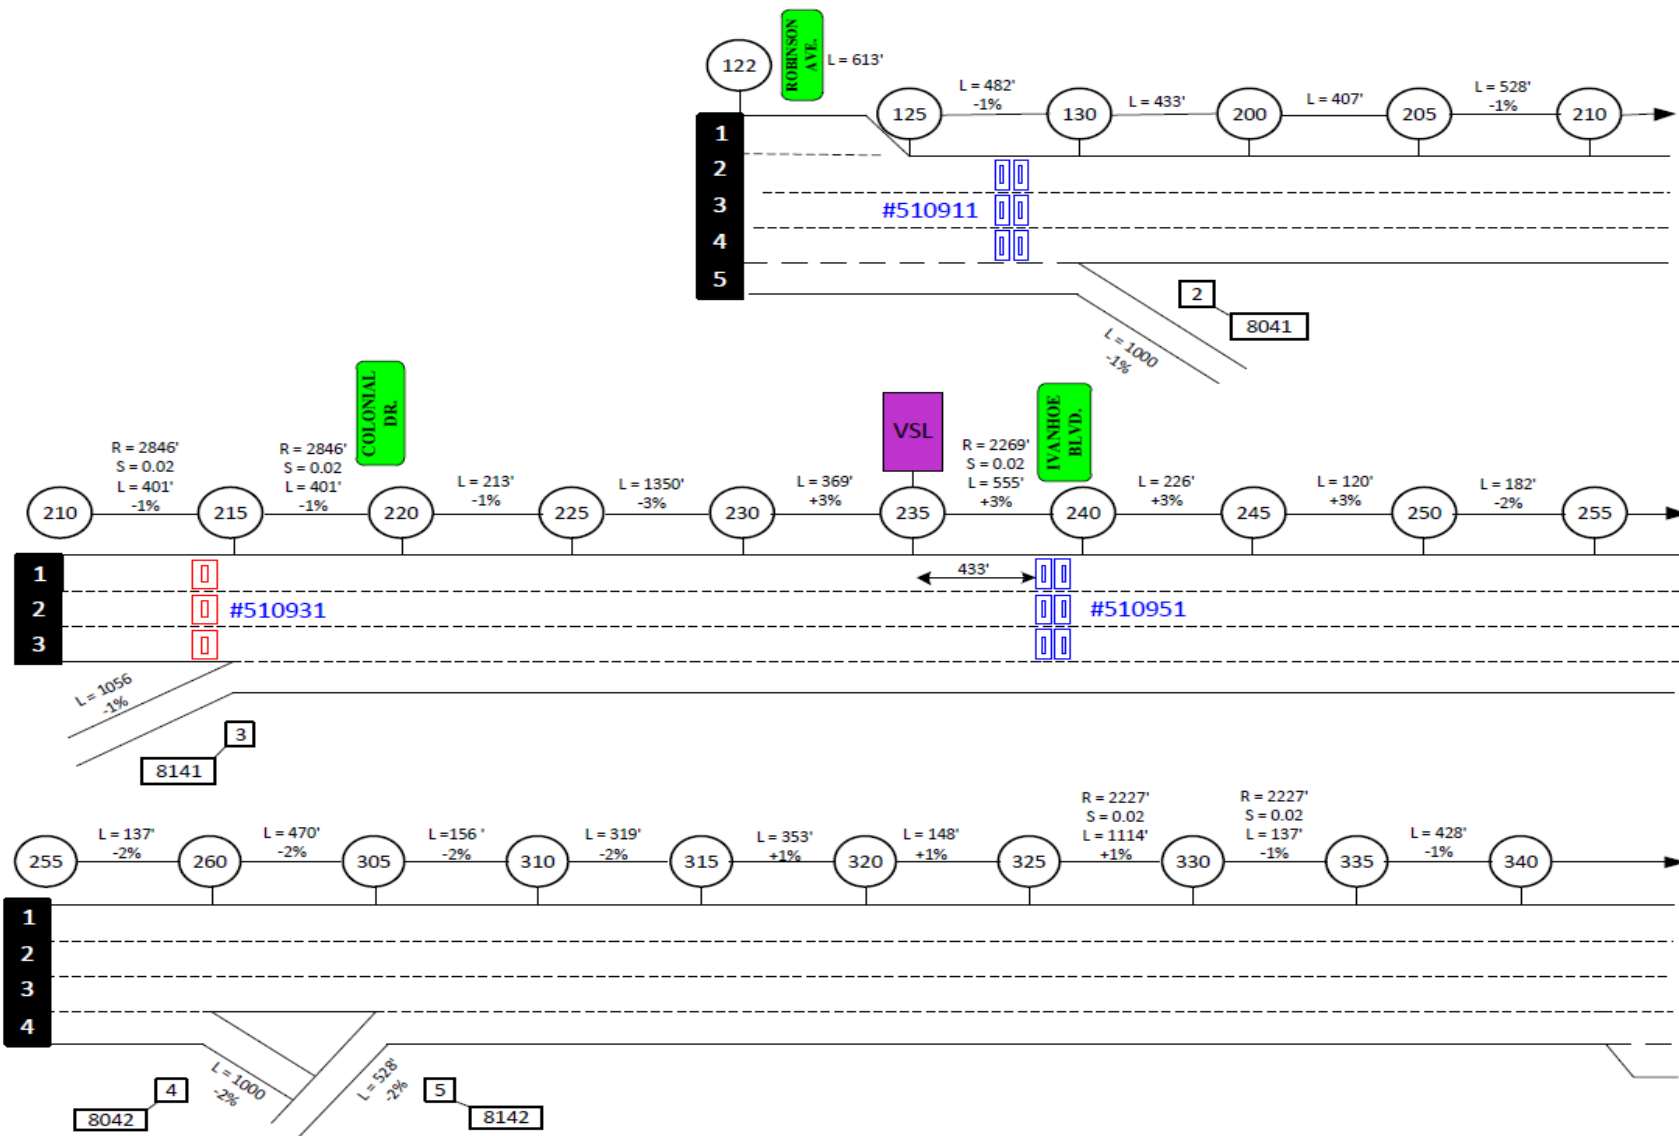 122
ROBINSON
AVE.
L = 613'
125
L = 482'
-1%
130
L = 433'
200
L = 407'
205
L = 528'
-1%
210
1
2
3
4
5
#510911
2
8041
L = 1000
-1%
COLONIAL
DR.
VSL
IVANHOE
BLVD.
210
R = 2846'
S = 0.02
L = 401'
-1%
215
R = 2846'
S = 0.02
L = 401'
-1%
220
L = 213'
-1%
225
L = 1350'
-3%
230
L = 369'
+3%
235
R = 2269'
S = 0.02
L = 555'
+3%
240
L = 226'
+3%
245
L = 120'
+3%
250
L = 182'
-2%
255
1
2
3
#510931
433'
#510951
L = 1056
-1%
3
8141
255
L = 137'
-2%
260
L = 470'
-2%
305
L =156 '
-2%
310
L = 319'
-2%
315
L = 353'
+1%
320
L = 148'
+1%
325
R = 2227'
S = 0.02
L = 1114'
+1%
330
R = 2227'
S = 0.02
L = 137'
-1%
335
L = 428'
-1%
340
1
2
3
4
4
8042
L = 1000
-2%
L = 528'
-2%
5
8142